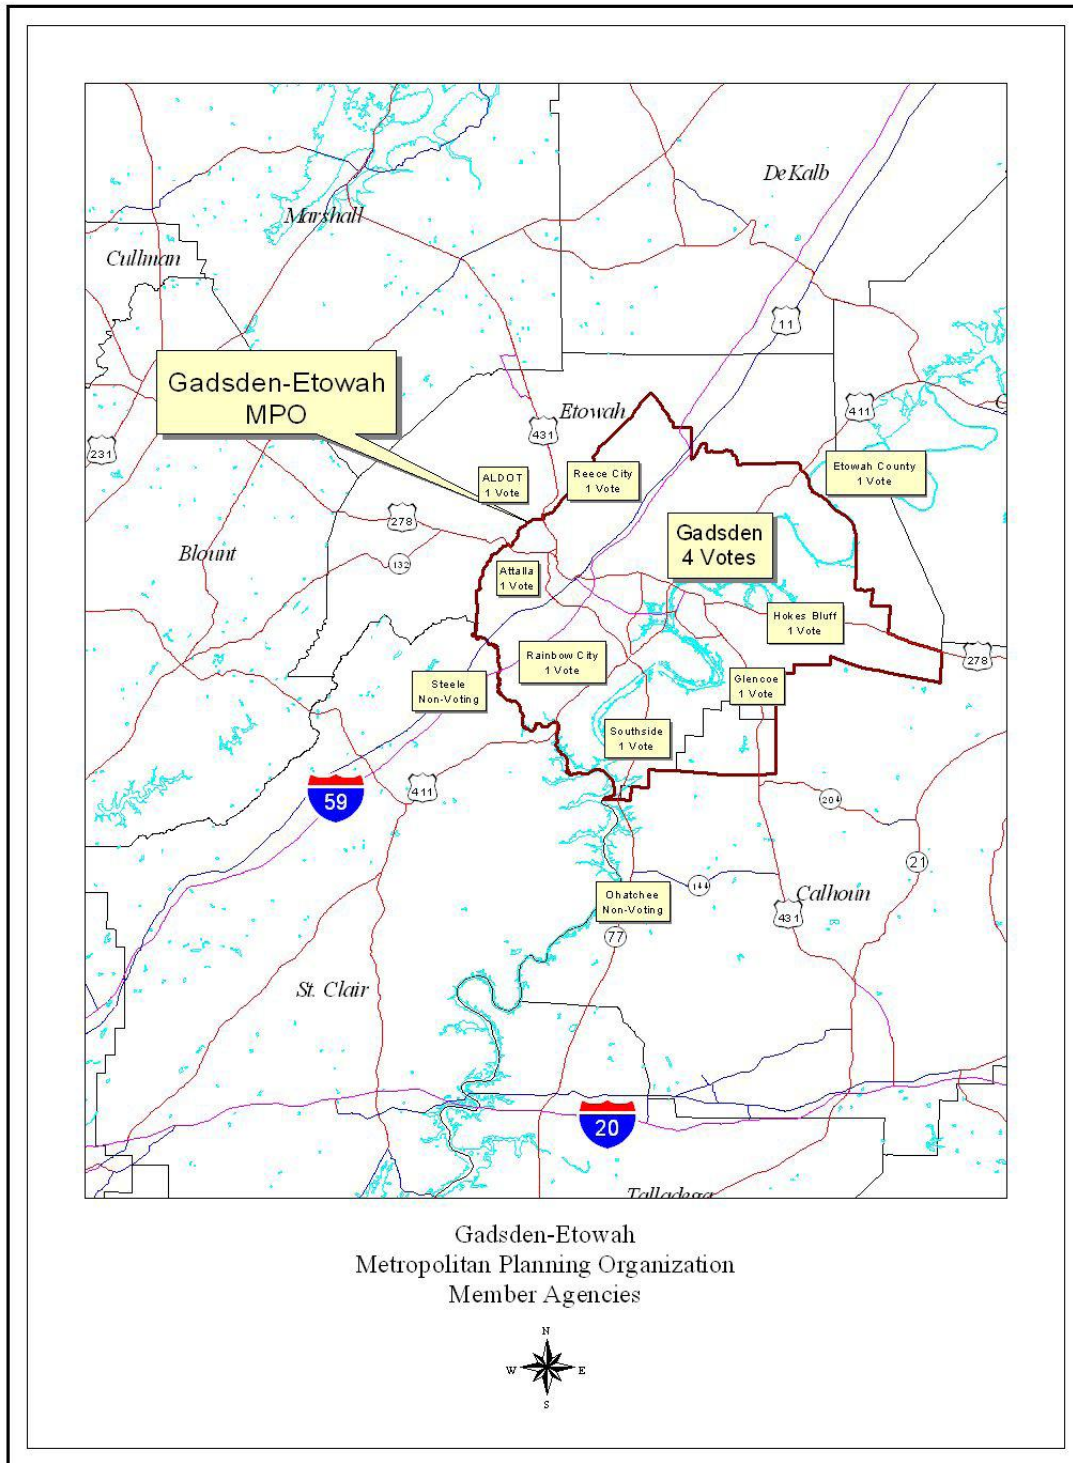 DeKalb
Marshall
Cullman
11
Gadsden-Etowah
MPO
Etowah
411
431
231
Etowah County
1 Vote
Reece City
1 Vote
ALDOT
1 Vote
278
Gadsden
4 Votes
Blount
132
Attalla
1 Vote
Hokes Bluff
1 Vote
Rainbow City
1 Vote
278
Steele
Non-Voting
Glencoe
1 Vote
Southside
1 Vote
411
59
204
21
144
Calhoun
Ohatchee
Non-Voting
431
77
St. Clair
20
Talladega
Gadsden-Etowah
Metropolitan Planning Organization
Member Agencies
N
W E
S